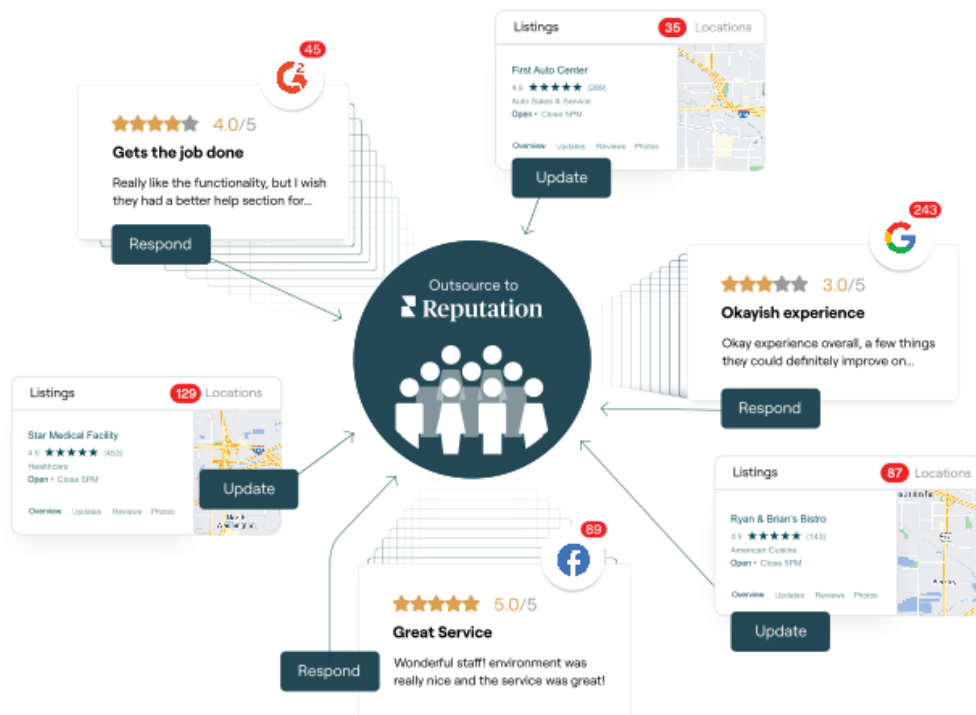 Listings 35 Locations
First Auto Center
4.9 ★★★★★ (289)
Auto Sales & Service
Open • Close 5PM
Overview Updates Reviews Photos
Update
45
4.0/5
Gets the job done
Really like the functionality, but I wish
they had a better help section for...
Respond
243
3.0/5
Okayish experience
Okay experience overall, a few things
they could definitely improve on...
Respond
Outsource to
Reputation
Listings 129 Locations
Star Medical Facility
4.9 ★★★★★ (453)
Healthcare
Open • Close 5PM
Overview Updates Reviews Photos
Update
Listings 87 Locations
Ryan & Brian's Bistro
4.9 ★★★★★ (143)
American Cuisine
Open • Close 5PM
Overview Updates Reviews Photos
Update
89
5.0/5
Great Service
Wonderful staff! environment was
really nice and the service was great!
Respond